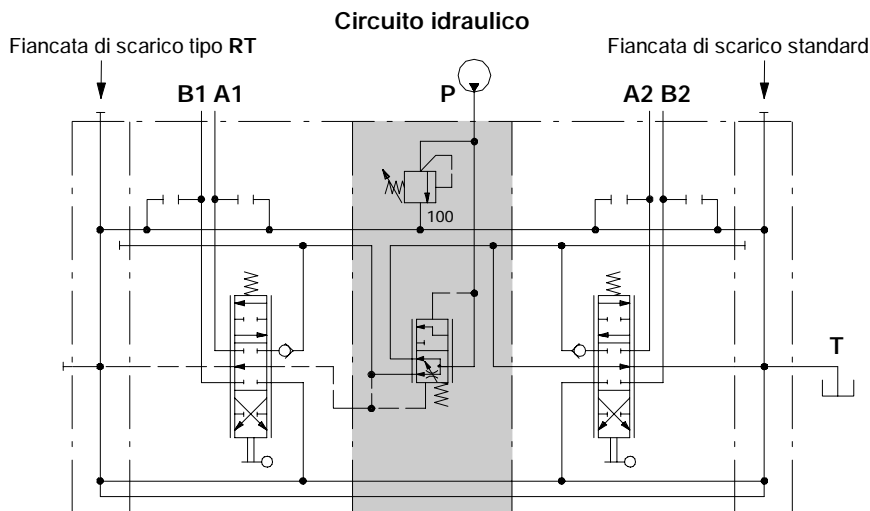 Circuito idraulico
Fiancata di scarico tipo RT
Fiancata di scarico standard
B1 A1
P
A2 B2
100
T